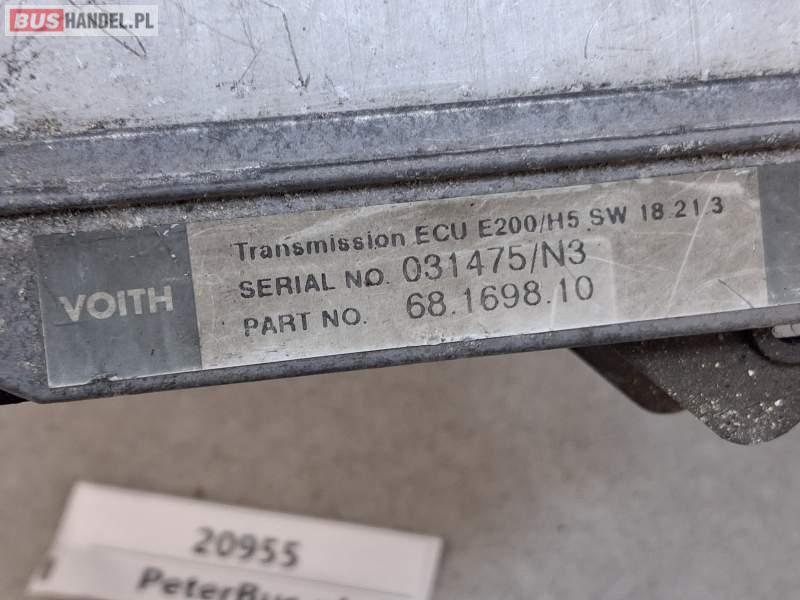 BUSHANDEL.PL
VOITH
Transmission ECU E200/H5 SW 18.21.3
SERIAL NO. 031475/N3
PART NO. 68.1698.10
20955